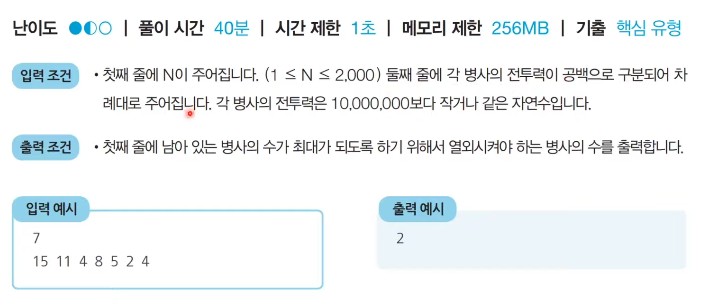 난이도 ●◐○ | 풀이 시간 40분 | 시간 제한 1초 | 메모리 제한 256MB | 기출 핵심 유형
입력 조건 • 첫째 줄에 N이 주어집니다. (1 ≤ N ≤ 2,000) 둘째 줄에 각 병사의 전투력이 공백으로 구분되어 차
례대로 주어집니다. 각 병사의 전투력은 10,000,000보다 작거나 같은 자연수입니다.
출력 조건 • 첫째 줄에 남아 있는 병사의 수가 최대가 되도록 하기 위해서 열외시켜야 하는 병사의 수를 출력합니다.
입력 예시
7
15 11 4 8 5 2 4
출력 예시
2